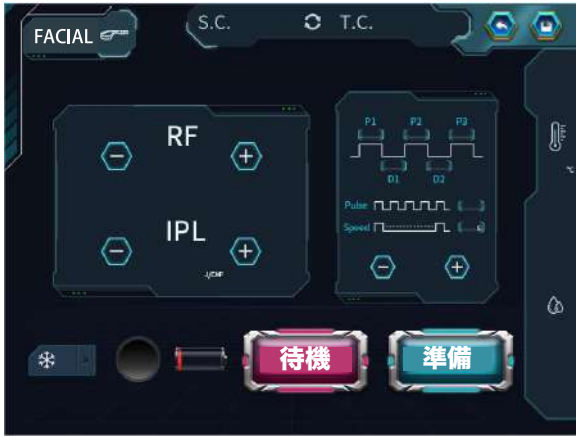 FACIAL
S.C. T.C.
RF
IPL
P1 P2 P3
D1 D2
Pulse
Speed
待機
準備